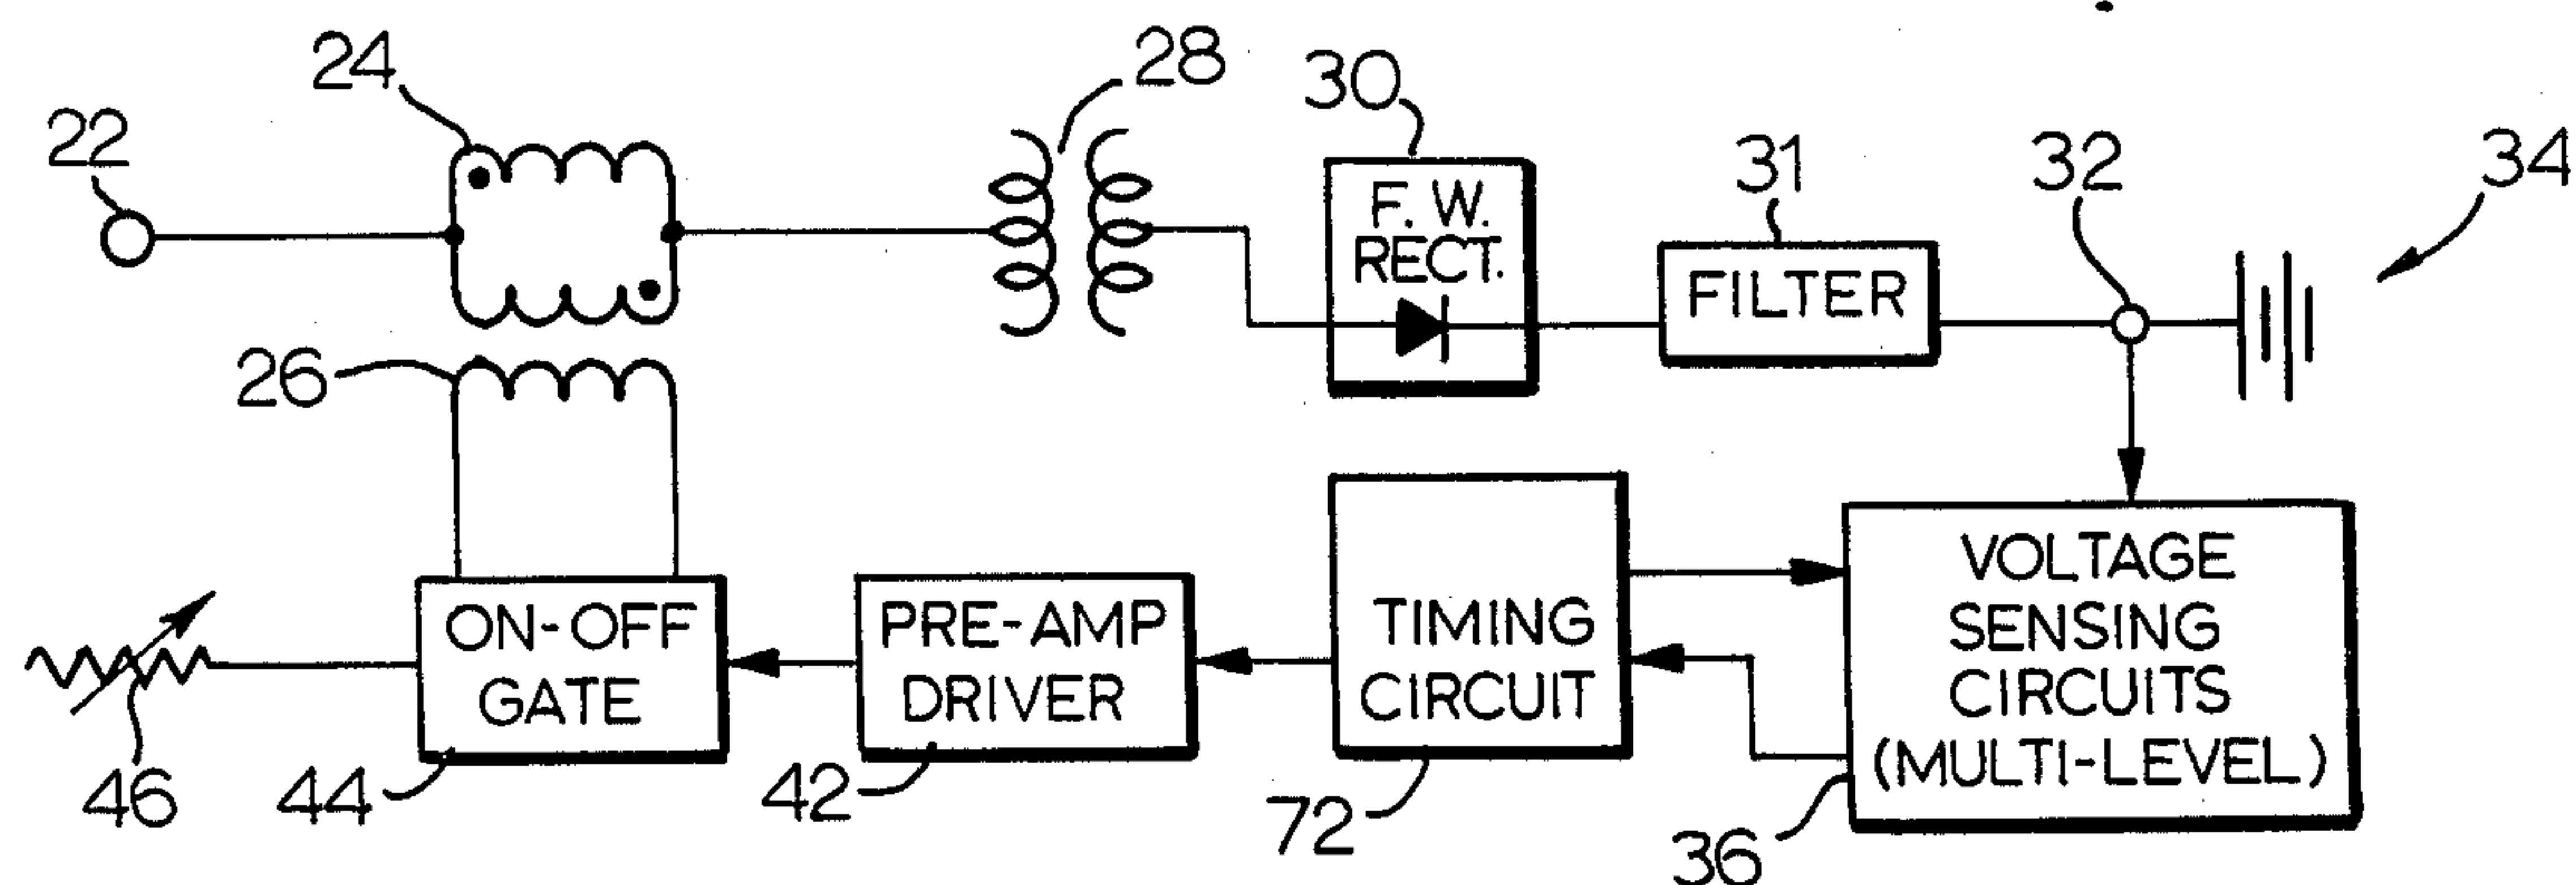 24
28
30
22
31
32
34
F. W.
RECT.
FILTER
26
ON-OFF
GATE
PRE-AMP
DRIVER
TIMING
CIRCUIT
VOLTAGE
SENSING
CIRCUITS
(MULTI-LEVEL)
46
44
42
72
36